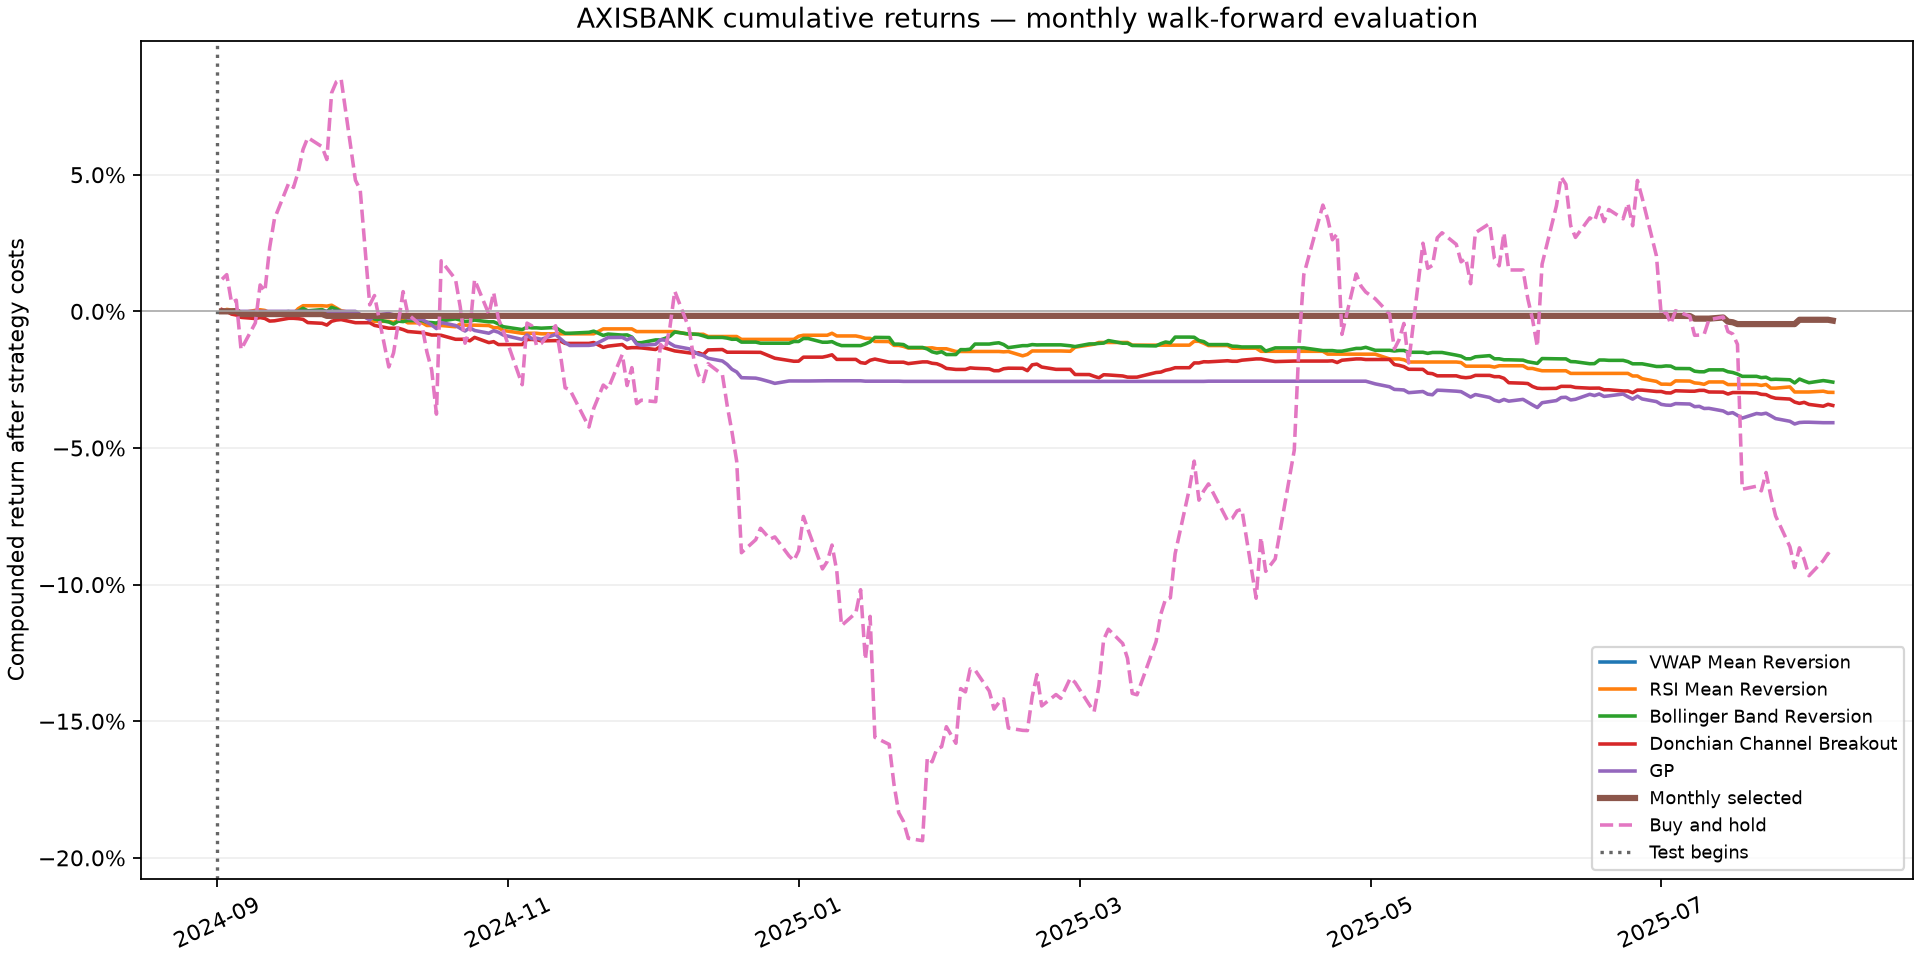 AXISBANK cumulative returns — monthly walk-forward evaluation
Compounded return after strategy costs
5.0%
0.0%
−5.0%
−10.0%
−15.0%
−20.0%
VWAP Mean Reversion
RSI Mean Reversion
Bollinger Band Reversion
Donchian Channel Breakout
GP
Monthly selected
Buy and hold
Test begins
2024-09
2024-11
2025-01
2025-03
2025-05
2025-07